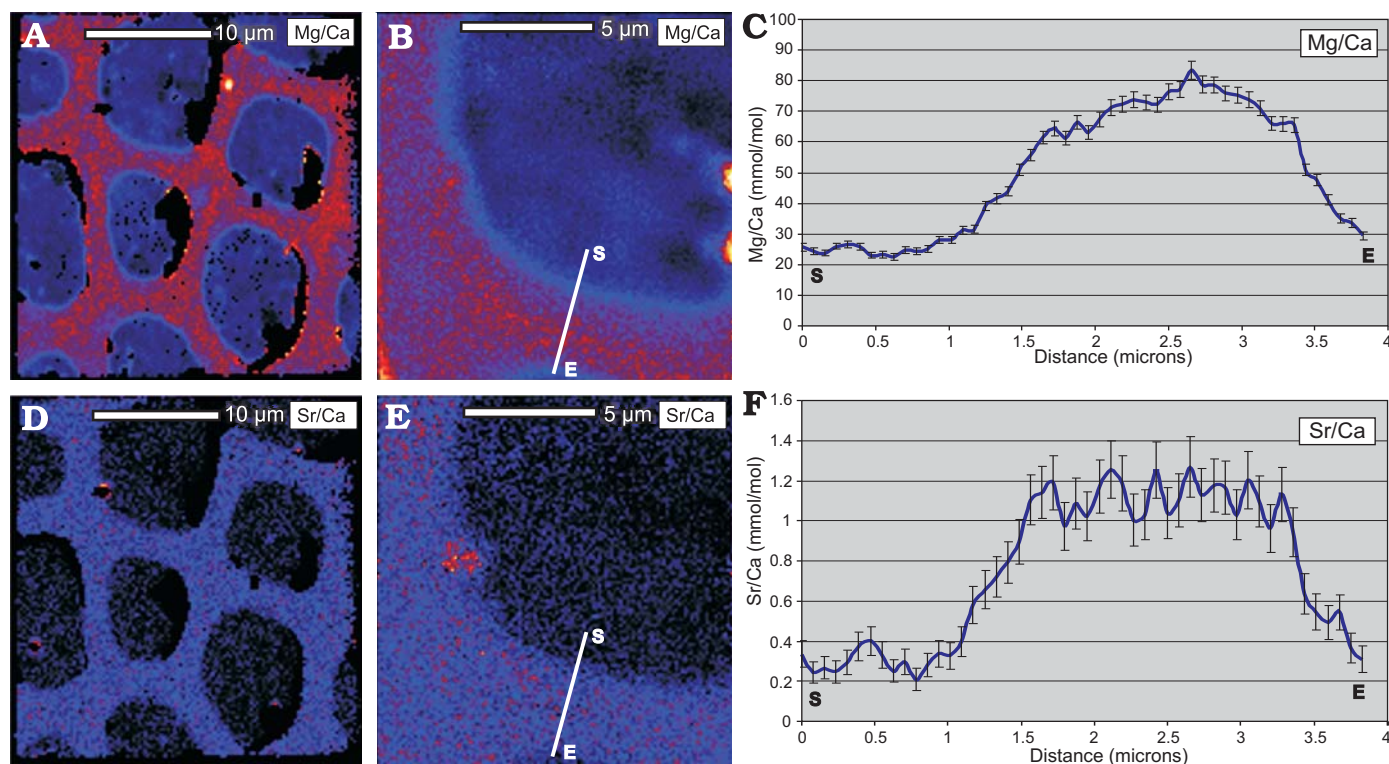 A
10 µm
Mg/Ca
B
5 µm
Mg/Ca
S
E
C
Mg/Ca
Mg/Ca (mmol/mol)
100
90
80
70
60
50
40
30
20
10
0
S
E
0 0.5 1 1.5 2 2.5 3 3.5 4
Distance (microns)
D
10 µm
Sr/Ca
E
5 µm
Sr/Ca
S
E
F
Sr/Ca
Sr/Ca (mmol/mol)
1.6
1.4
1.2
1
0.8
0.6
0.4
0.2
0
S
E
0 0.5 1 1.5 2 2.5 3 3.5 4
Distance (microns)